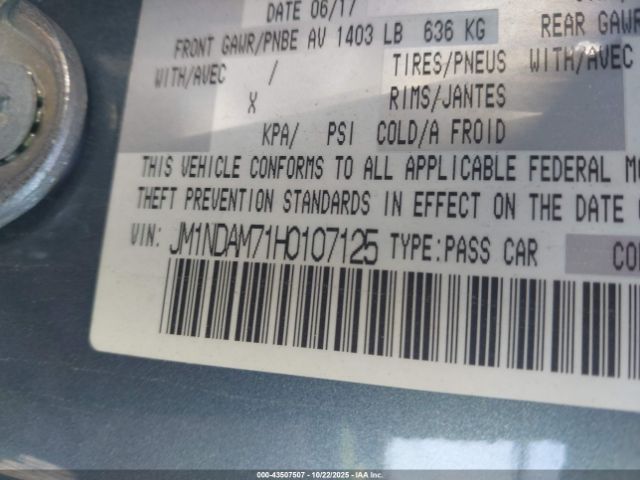 DATE 06/17
FRONT GAWR/PNBE AV 1403 LB 636 KG REAR GAWR
WITH/AVEC / TIRES/PNEUS WITH/AVEC
X RIMS/JANTES
KPA/ PSI COLD/A FROID
THIS VEHICLE CONFORMS TO ALL APPLICABLE FEDERAL
THEFT PREVENTION STANDARDS IN EFFECT ON THE DATE
VIN: JM1NDAM71H0107125 TYPE:PASS CAR
000-43507507 - 10/22/2025 - IAA Inc.